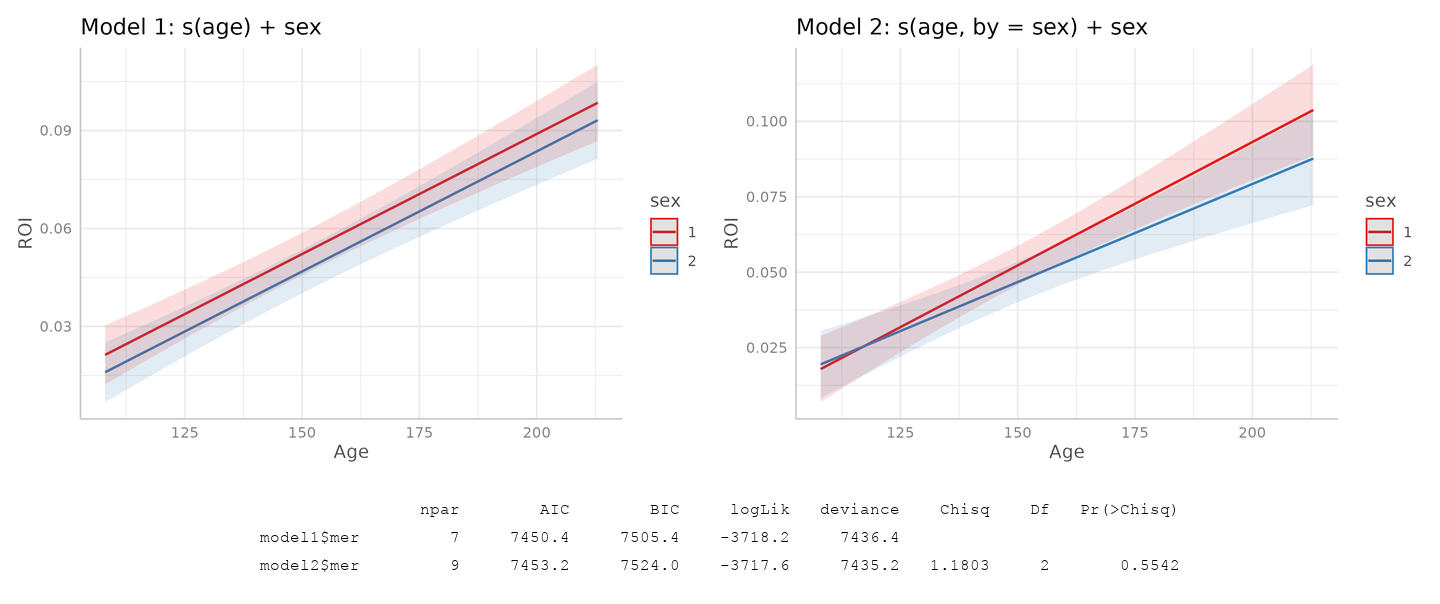 Model 1: s(age) + sex
0.09
0.06
0.03
ROI
125 150 175 200
Age
sex
1
2
Model 2: s(age, by = sex) + sex
0.100
0.075
0.050
0.025
ROI
125 150 175 200
Age
sex
1
2
npar AIC BIC logLik deviance Chisq Df Pr(>Chisq)
model1$mer 7 7450.4 7505.4 -3718.2 7436.4
model2$mer 9 7453.2 7524.0 -3717.6 7435.2 1.1803 2 0.5542